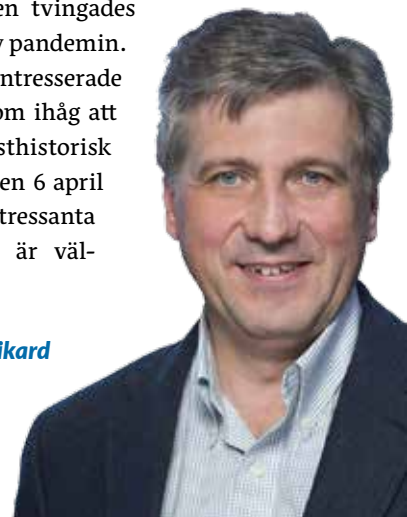 en tvingades
v pandemin.
ntresserade
om ihåg att
sthistorisk
en 6 april
tressanta
är väl-
ikard